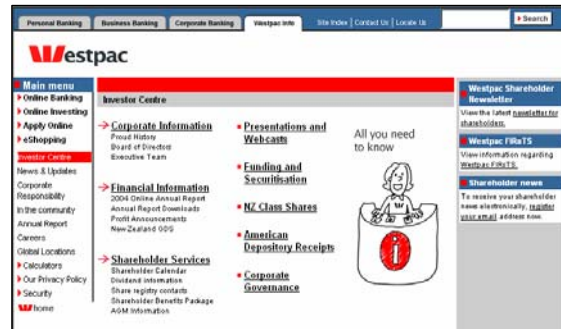 Personal Banking
Business Banking
Corporate Banking
Westpac Info
Site Index | Contact Us | Locate Us
Search
Westpac
Main menu
Online Banking
Online Investing
Apply Online
eShopping
Investor Centre
News & Updates
Corporate
Responsibility
In the community
Annual Report
Careers
Global Locations
Calculators
Our Privacy Policy
Security
home
Investor Centre
Corporate Information
Proud History
Board of Directors
Executive Team
Financial Information
2004 Online Annual Report
Annual Report Downloads
Profit Announcements
New Zealand GDS
Shareholder Services
Shareholder Calendar
Dividend information
Share registry contacts
Shareholder Benefits Package
AGM Information
Presentations and
Webcasts
Funding and
Securitisation
NZ Class Shares
American
Depository Receipts
Corporate
Governance
All you need
to know
i
Westpac Shareholder
Newsletter
View the latest newsletter for
shareholders.
Westpac FIRsTS
View information regarding
Westpac FIRsTS.
Shareholder news
To receive your shareholder
news electronically, register
your email address now.